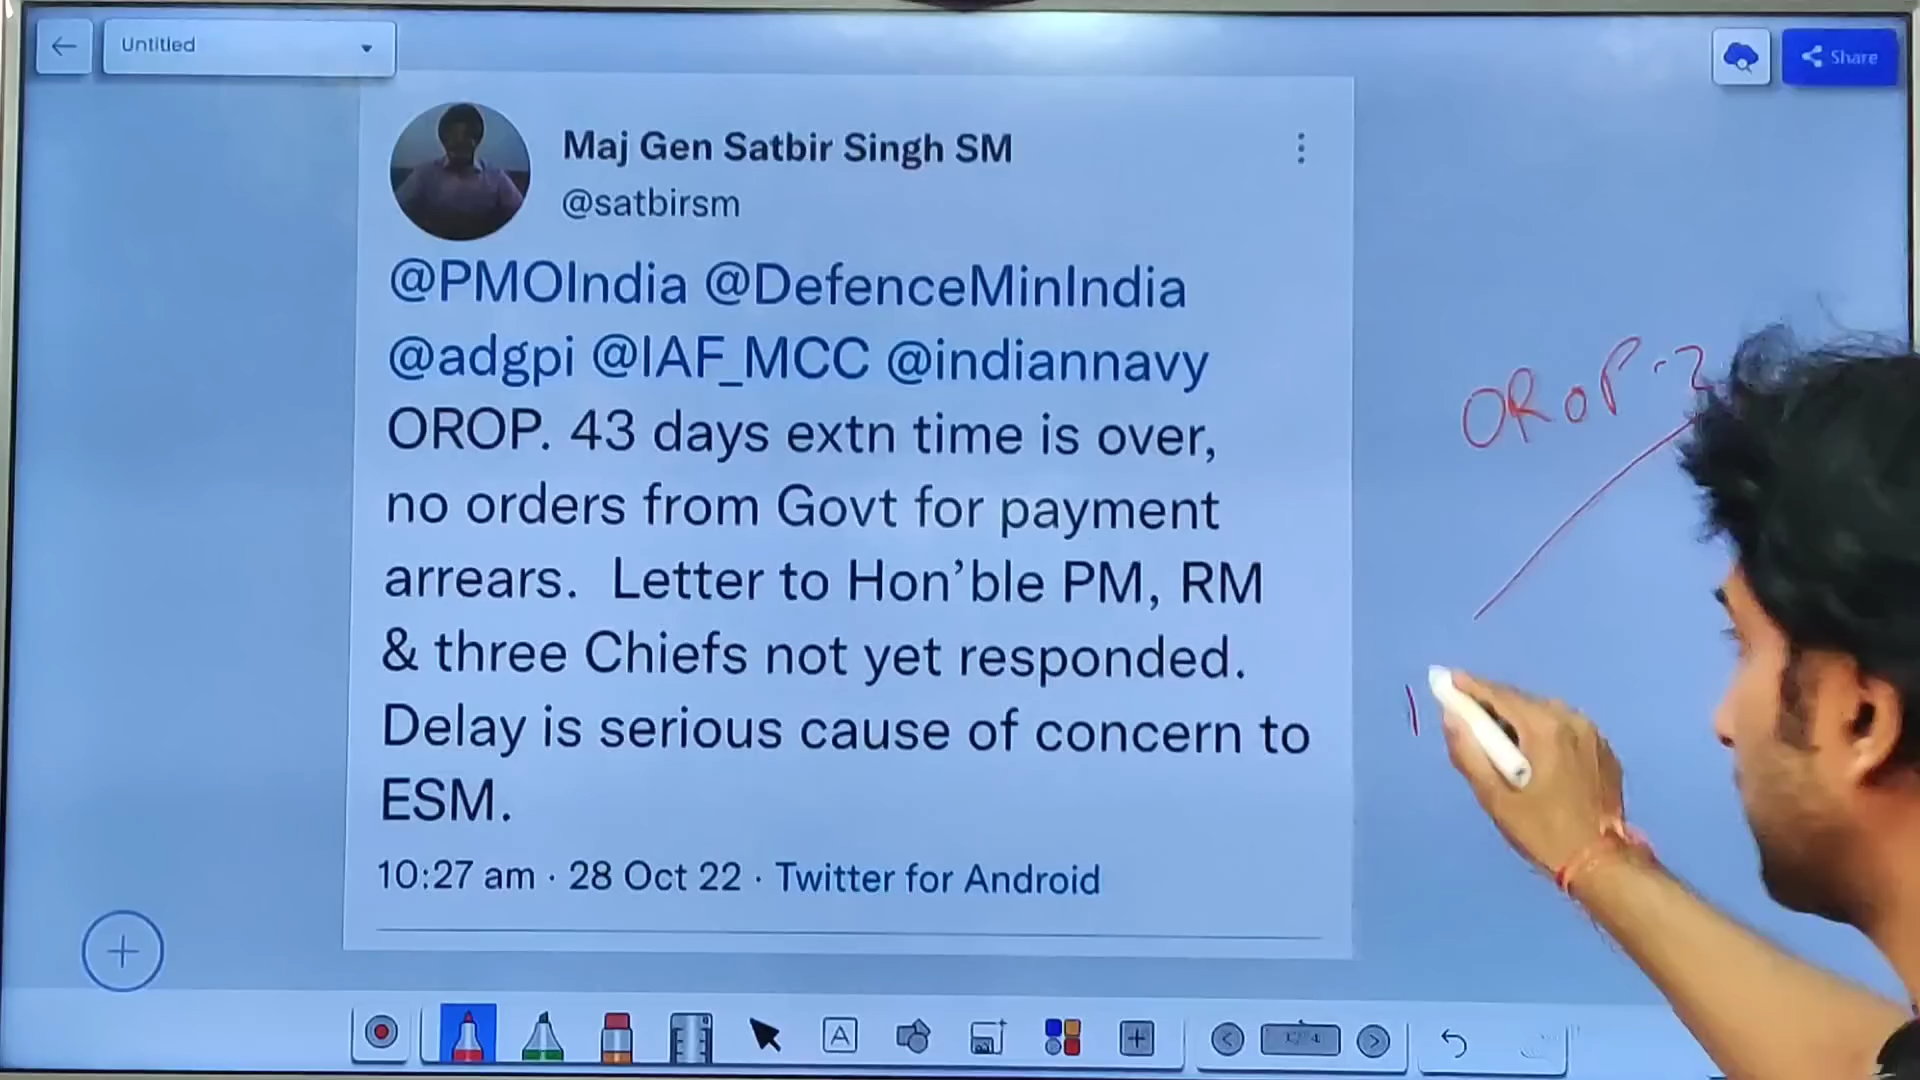 Untitled
Share
Maj Gen Satbir Singh SM
@satbirsm
@PMOIndia @DefenceMinIndia
@adgpi @IAF_MCC @indiannavy
OROP. 43 days extn time is over,
no orders from Govt for payment
arrears. Letter to Hon’ble PM, RM
& three Chiefs not yet responded.
Delay is serious cause of concern to
ESM.
10:27 am · 28 Oct 22 · Twitter for Android
OROP-2
1
A